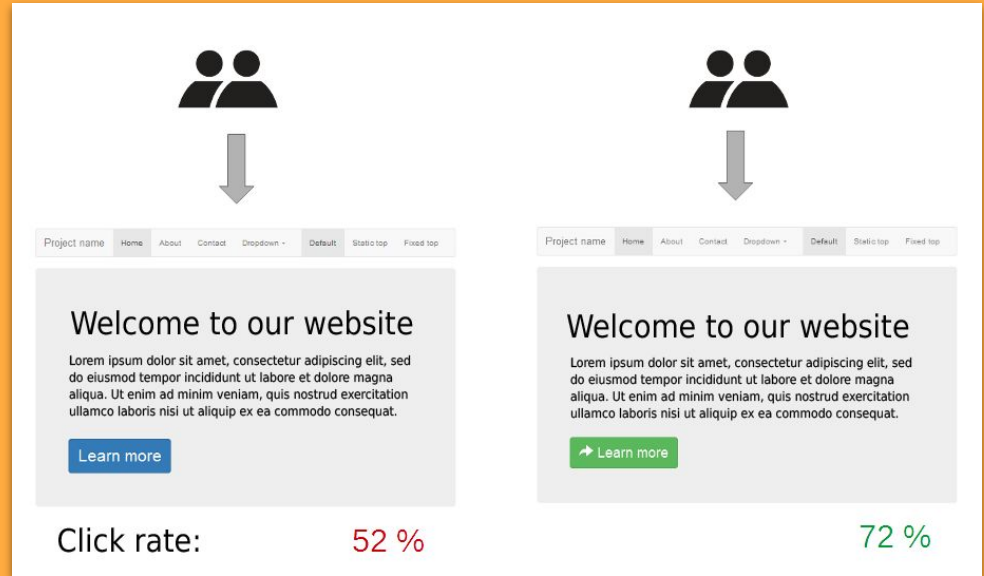 Project name Home About Contact Dropdown Default Static top Fixed top
Welcome to our website
Lorem ipsum dolor sit amet, consectetur adipiscing elit, sed
do eiusmod tempor incididunt ut labore et dolore magna
aliqua. Ut enim ad minim veniam, quis nostrud exercitation
ullamco laboris nisi ut aliquip ex ea commodo consequat.
Learn more
Click rate: 52 %
Project name Home About Contact Dropdown Default Static top Fixed top
Welcome to our website
Lorem ipsum dolor sit amet, consectetur adipiscing elit, sed
do eiusmod tempor incididunt ut labore et dolore magna
aliqua. Ut enim ad minim veniam, quis nostrud exercitation
ullamco laboris nisi ut aliquip ex ea commodo consequat.
Learn more
72 %